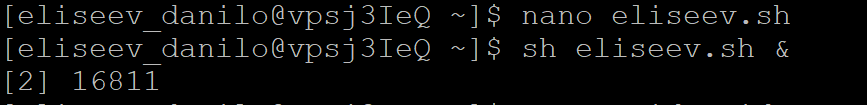 [eliseev_danilo@vpsj3IeQ ~]$ nano eliseev.sh
[eliseev_danilo@vpsj3IeQ ~]$ sh eliseev.sh &
[2] 16811